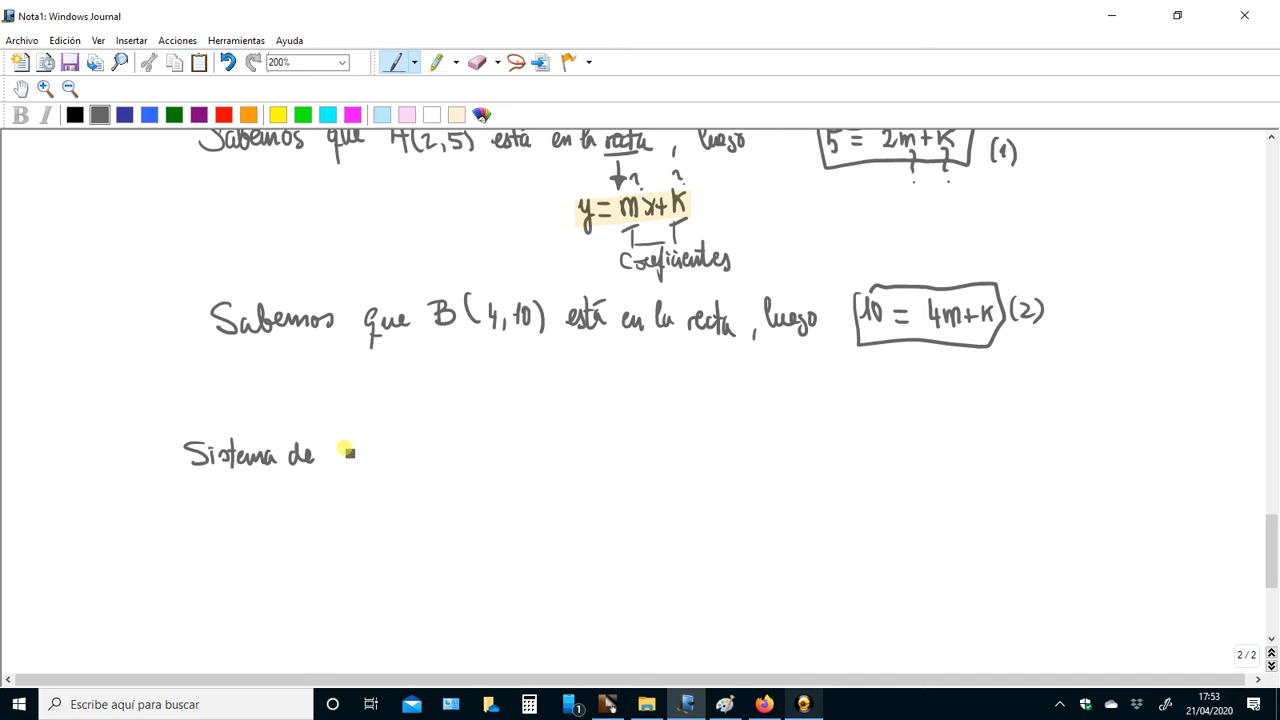 Nota1: Windows Journal
Archivo Edición Ver Insertar Acciones Herramientas Ayuda
200%
Sabemos que A(2,5) está en la recta, luego 5 = 2m+k (1)
? ?
? ?
y = mx+k
Coeficientes
Sabemos que B(4,10) está en la recta, luego 10 = 4m+k (2)
Sistema de
2 / 2
Escribe aquí para buscar
1
17:53
21/04/2020